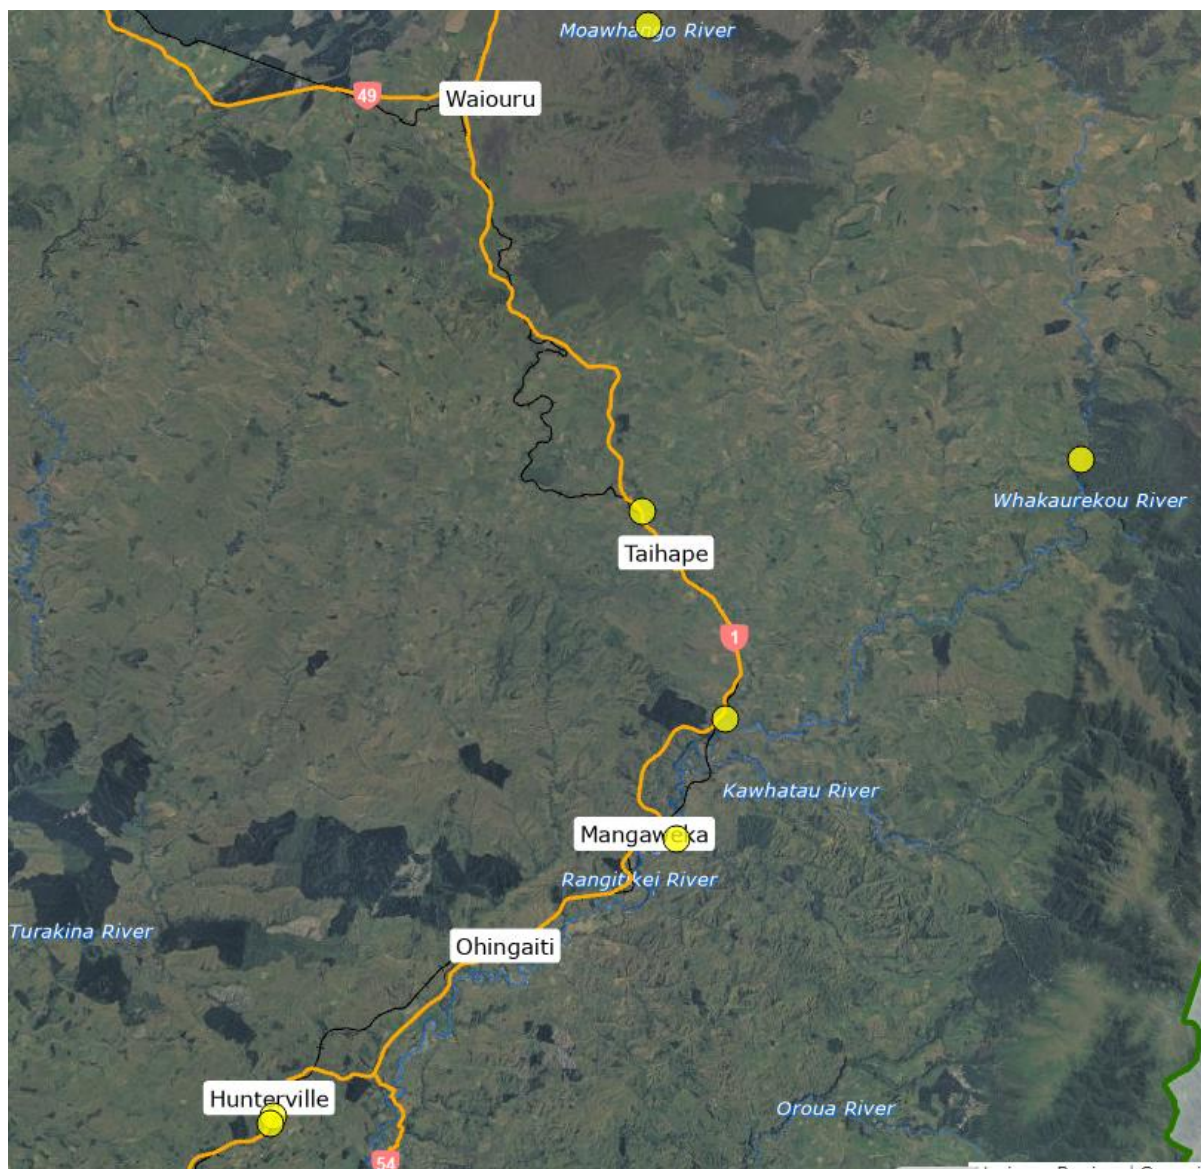 Moawhango River
49
Waiouru
Whakaurekou River
Taihape
1
Kawhatau River
Mangaweka
Rangitikei River
Turakina River
Ohingaiti
Hunterville
Oroua River
54